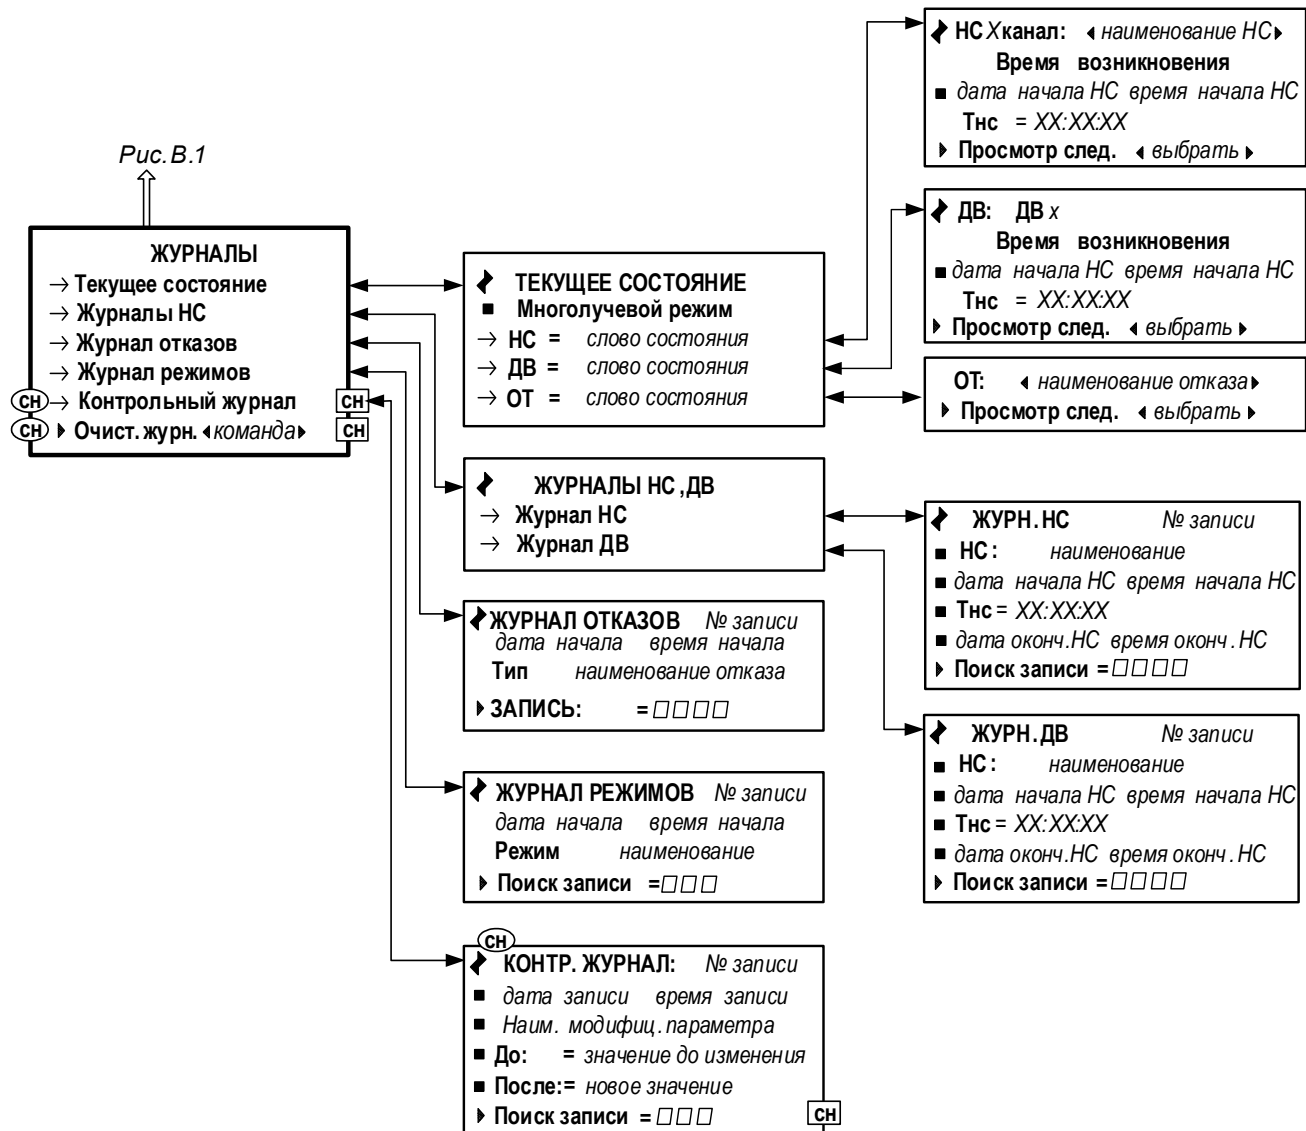 Рис.В.1
ЖУРНАЛЫ
→ Текущее состояние
→ Журналы НС
→ Журнал отказов
→ Журнал режимов
СН → Контрольный журнал СН
СН Очист.журн. команда СН
ТЕКУЩЕЕ СОСТОЯНИЕ
Многолучевой режим
→ НС = слово состояния
→ ДВ = слово состояния
→ ОТ = слово состояния
НС X канал: наименование НС
Время возникновения
дата начала НС время начала НС
Тнс = XX:XX:XX
Просмотр след. выбрать
ДВ: ДВ x
Время возникновения
дата начала НС время начала НС
Тнс = XX:XX:XX
Просмотр след. выбрать
ОТ: наименование отказа
Просмотр след. выбрать
ЖУРНАЛЫ НС,ДВ
→ Журнал НС
→ Журнал ДВ
ЖУРН.НС № записи
НС: наименование
дата начала НС время начала НС
Тнс = XX:XX:XX
дата оконч.НС время оконч.НС
Поиск записи =□□□□
ЖУРН.ДВ № записи
НС: наименование
дата начала НС время начала НС
Тнс = XX:XX:XX
дата оконч.НС время оконч.НС
Поиск записи =□□□□
ЖУРНАЛ ОТКАЗОВ № записи
дата начала время начала
Тип наименование отказа
ЗАПИСЬ: =□□□□
ЖУРНАЛ РЕЖИМОВ № записи
дата начала время начала
Режим наименование
Поиск записи =□□□
СН
КОНТР. ЖУРНАЛ: № записи
дата записи время записи
Наим. модифиц.параметра
До: = значение до изменения
После:= новое значение
Поиск записи =□□□ СН